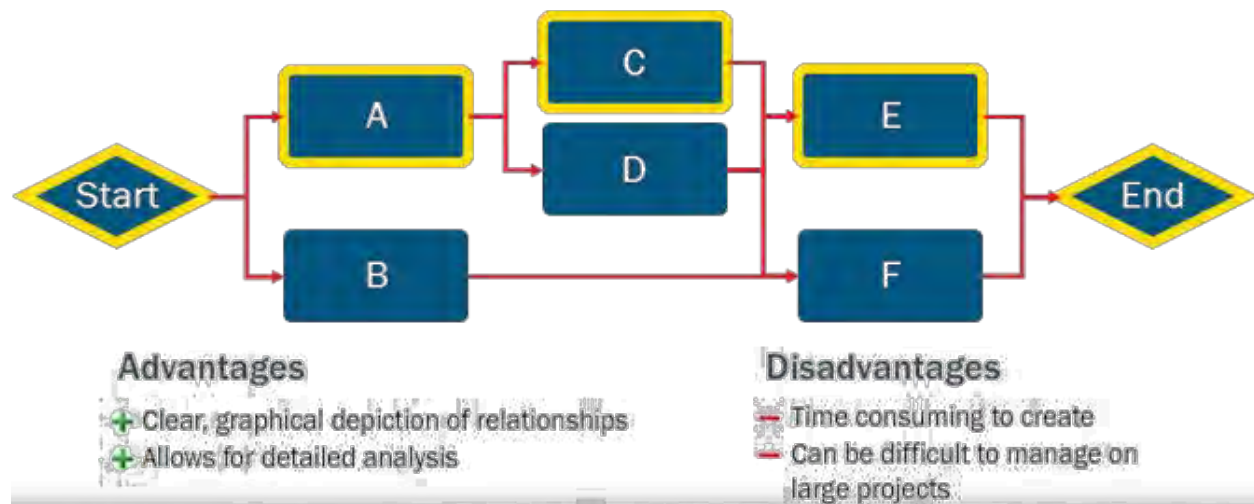 C
A
E
D
Start
End
B
F
Advantages
Clear, graphical depiction of relationships
Allows for detailed analysis
Disadvantages
Time consuming to create
Can be difficult to manage on
large projects